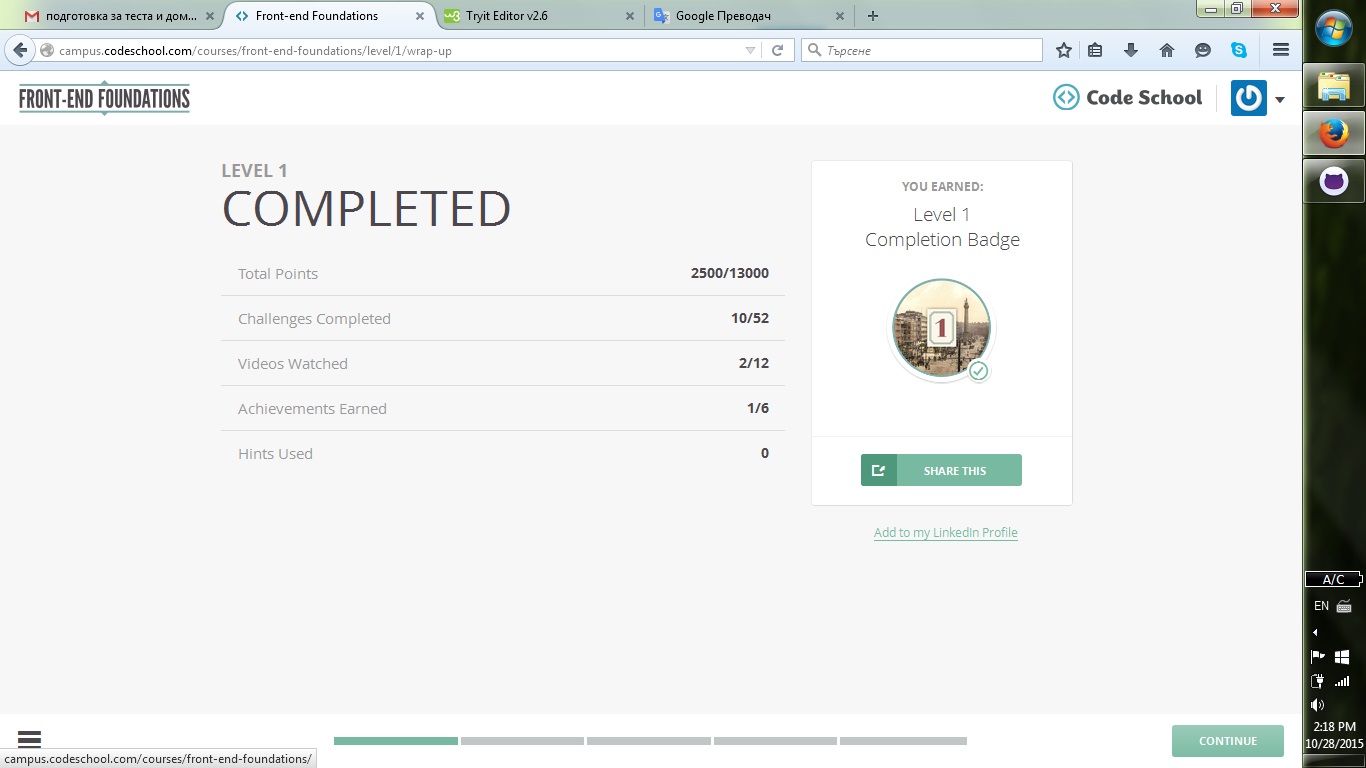 подготовка за теста и дом...
Front-end Foundations
Tryit Editor v2.6
Google Преводач
campus.codeschool.com/courses/front-end-foundations/level/1/wrap-up
Търсене
FRONT-END FOUNDATIONS
Code School
LEVEL 1
COMPLETED
Total Points 2500/13000
Challenges Completed 10/52
Videos Watched 2/12
Achievements Earned 1/6
Hints Used 0
YOU EARNED:
Level 1
Completion Badge
1
SHARE THIS
Add to my LinkedIn Profile
CONTINUE
campus.codeschool.com/courses/front-end-foundations/
A/C
EN
2:18 PM
10/28/2015